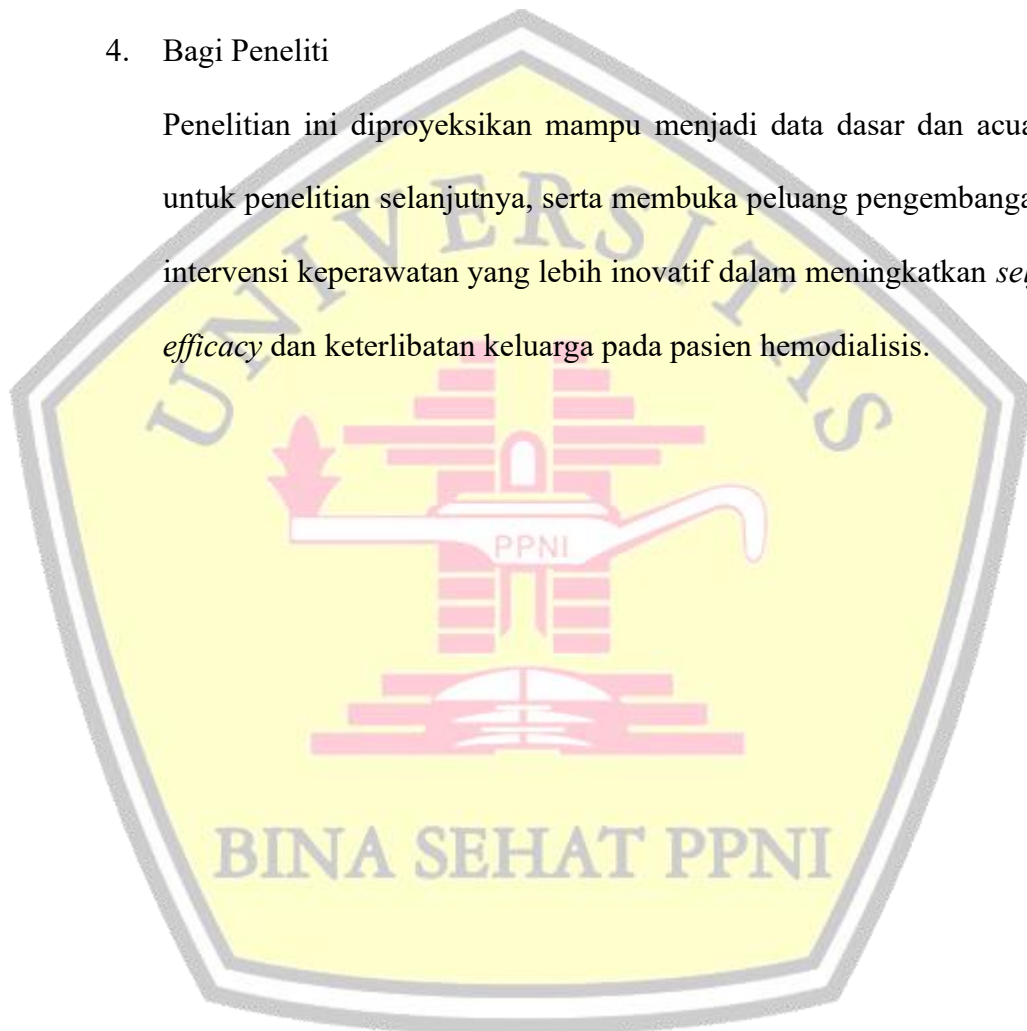 4. Bagi Peneliti
Penelitian ini diproyeksikan mampu menjadi data dasar dan acua
untuk penelitian selanjutnya, serta membuka peluang pengembanga
intervensi keperawatan yang lebih inovatif dalam meningkatkan
efficacy dan keterlibatan keluarga pada pasien hemodialisis.
UNIVERSITAS
PPNI
BINA SEHAT PPNI